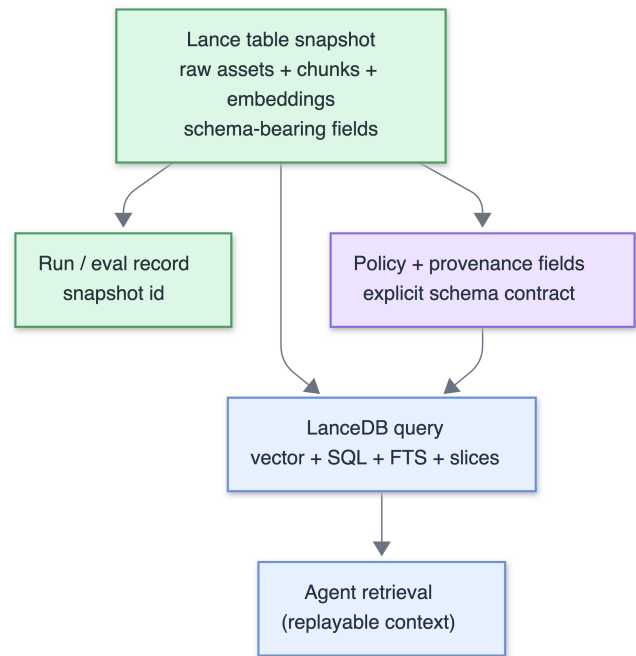 Lance table snapshot
raw assets + chunks +
embeddings
schema-bearing fields
Run / eval record
snapshot id
Policy + provenance fields
explicit schema contract
LanceDB query
vector + SQL + FTS + slices
Agent retrieval
(replayable context)